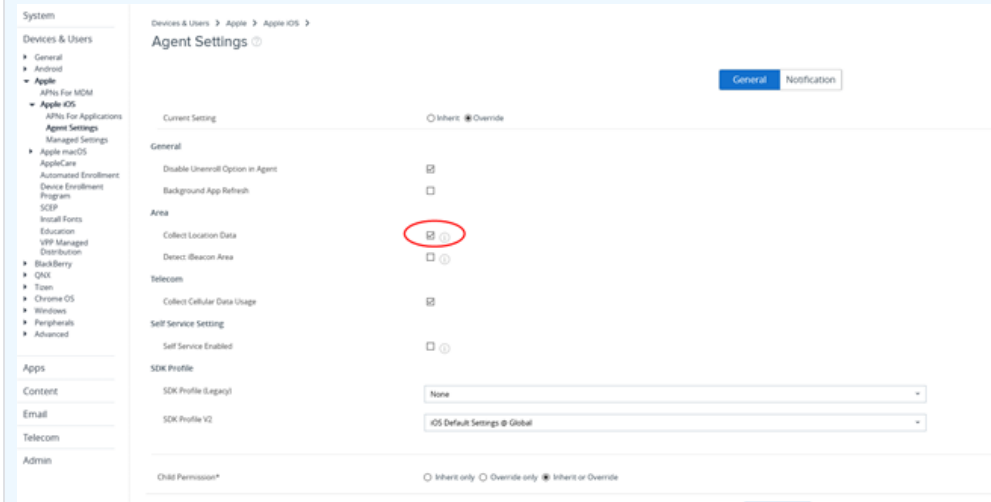 System
Devices & Users
General
Android
Apple
APNs For MDM
Apple iOS
APNs For Applications
Agent Settings
Managed Settings
Apple macOS
AppleCare
Automated Enrollment
Device Enrollment
Program
SCEP
Install Fonts
Education
VPP Managed
Distribution
BlackBerry
QNX
Tizen
Chrome OS
Windows
Peripherals
Advanced
Apps
Content
Email
Telecom
Admin
Devices & Users > Apple > Apple iOS >
Agent Settings
General Notification
Current Setting Inherit Override
General
Disable Unenroll Option in Agent
Background App Refresh
Area
Collect Location Data
Detect iBeacon Area
Telecom
Collect Cellular Data Usage
Self Service Setting
Self Service Enabled
SDK Profile
SDK Profile (Legacy) None
SDK Profile V2 iOS Default Settings @ Global
Child Permission* Inherit only Override only Inherit or Override